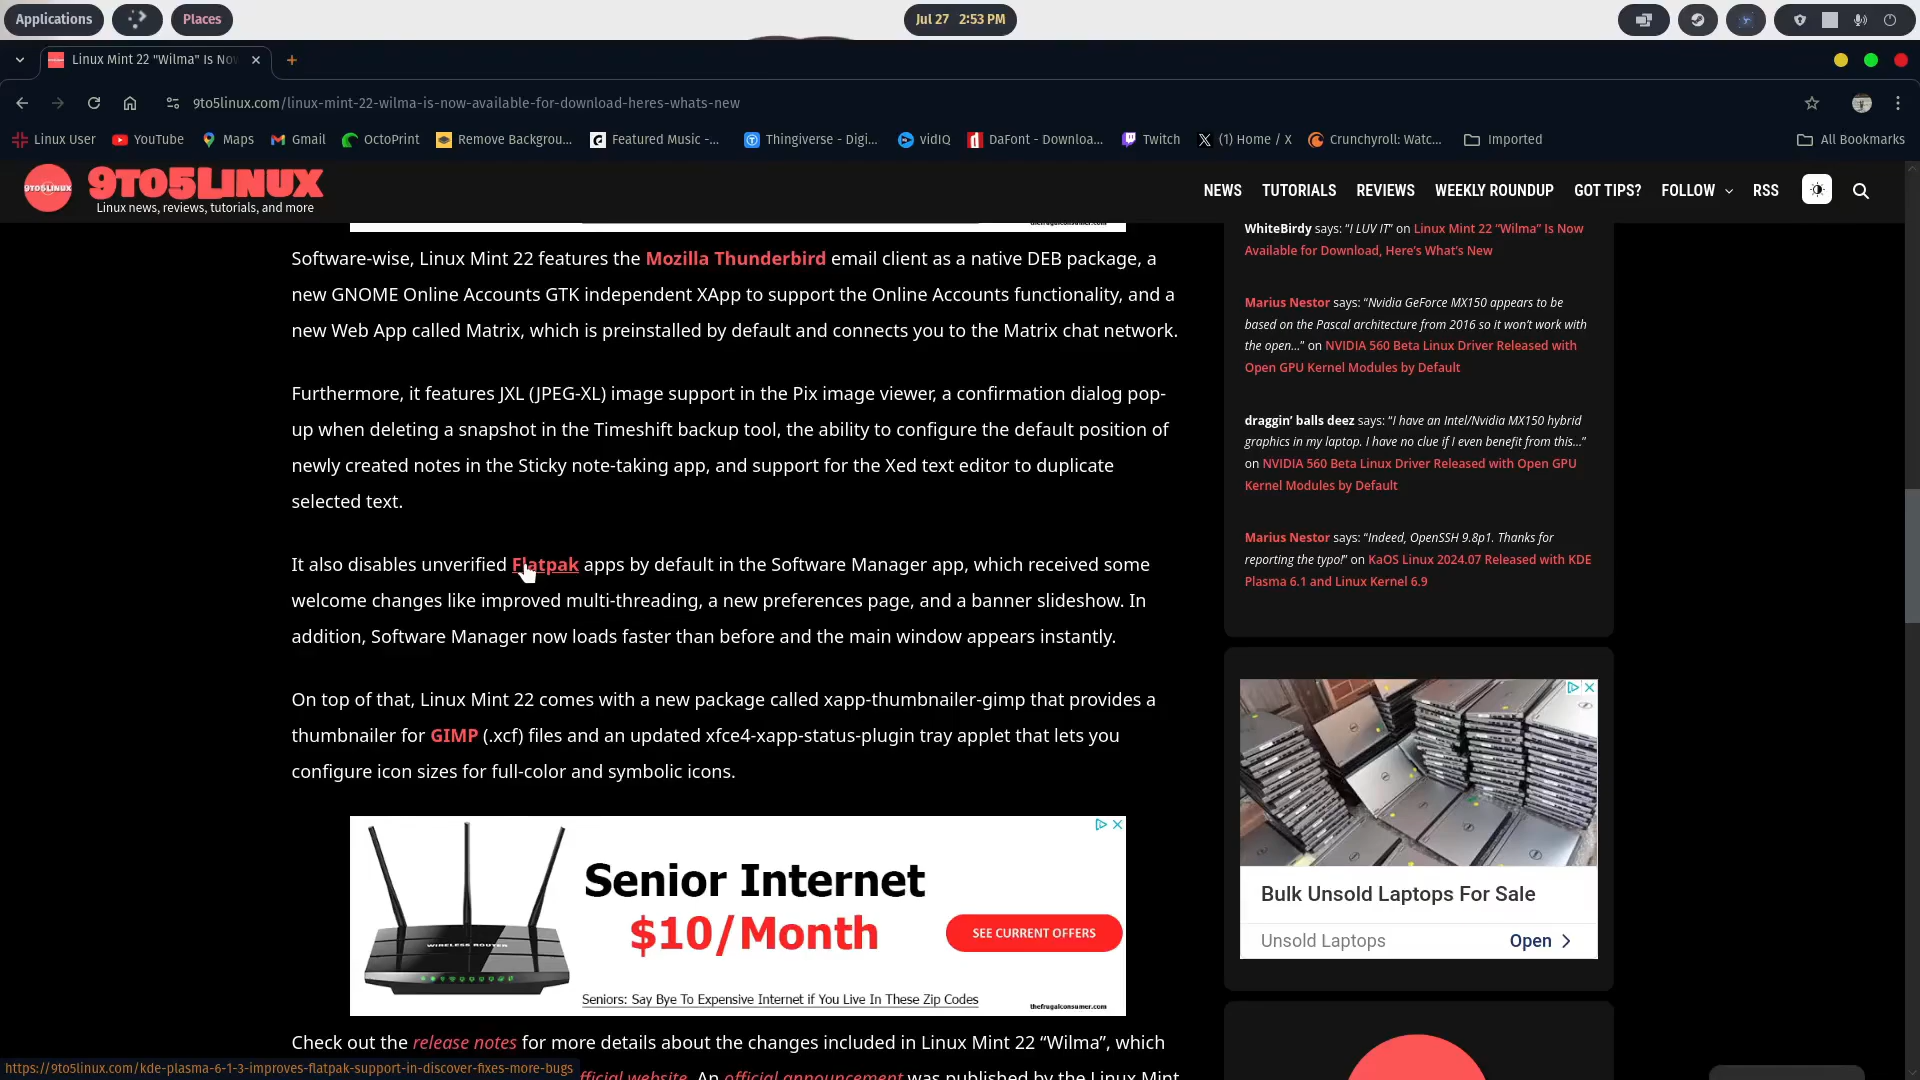 Applications
Places
Jul 27 2:53 PM
Linux Mint 22 "Wilma" Is No
9to5linux.com/linux-mint-22-wilma-is-now-available-for-download-heres-whats-new
Linux User
YouTube
Maps
Gmail
OctoPrint
Remove Backgrou...
Featured Music -...
Thingiverse - Digi...
vidIQ
DaFont - Downloa...
Twitch
(1) Home / X
Crunchyroll: Watc...
Imported
All Bookmarks
9TO5LINUX
9TO5LINUX
Linux news, reviews, tutorials, and more
NEWS
TUTORIALS
REVIEWS
WEEKLY ROUNDUP
GOT TIPS?
FOLLOW
RSS
Software-wise, Linux Mint 22 features the Mozilla Thunderbird email client as a native DEB package, a
new GNOME Online Accounts GTK independent XApp to support the Online Accounts functionality, and a
new Web App called Matrix, which is preinstalled by default and connects you to the Matrix chat network.
Furthermore, it features JXL (JPEG-XL) image support in the Pix image viewer, a confirmation dialog pop-
up when deleting a snapshot in the Timeshift backup tool, the ability to configure the default position of
newly created notes in the Sticky note-taking app, and support for the Xed text editor to duplicate
selected text.
It also disables unverified Flatpak apps by default in the Software Manager app, which received some
welcome changes like improved multi-threading, a new preferences page, and a banner slideshow. In
addition, Software Manager now loads faster than before and the main window appears instantly.
On top of that, Linux Mint 22 comes with a new package called xapp-thumbnailer-gimp that provides a
thumbnailer for GIMP (.xcf) files and an updated xfce4-xapp-status-plugin tray applet that lets you
configure icon sizes for full-color and symbolic icons.
WIRELESS ROUTER
Senior Internet
$10/Month
SEE CURRENT OFFERS
Seniors: Say Bye To Expensive Internet if You Live In These Zip Codes
thefrugalconsumer.com
Check out the release notes for more details about the changes included in Linux Mint 22 “Wilma”, which
official website. An official announcement was published by the Linux Mint
https://9to5linux.com/kde-plasma-6-1-3-improves-flatpak-support-in-discover-fixes-more-bugs
WhiteBirdy says: “I LUV IT” on Linux Mint 22 “Wilma” Is Now
Available for Download, Here’s What’s New
Marius Nestor says: “Nvidia GeForce MX150 appears to be
based on the Pascal architecture from 2016 so it won’t work with
the open…” on NVIDIA 560 Beta Linux Driver Released with
Open GPU Kernel Modules by Default
draggin’ balls deez says: “I have an Intel/Nvidia MX150 hybrid
graphics in my laptop. I have no clue if I even benefit from this…”
on NVIDIA 560 Beta Linux Driver Released with Open GPU
Kernel Modules by Default
Marius Nestor says: “Indeed, OpenSSH 9.8p1. Thanks for
reporting the typo!” on KaOS Linux 2024.07 Released with KDE
Plasma 6.1 and Linux Kernel 6.9
Bulk Unsold Laptops For Sale
Unsold Laptops
Open